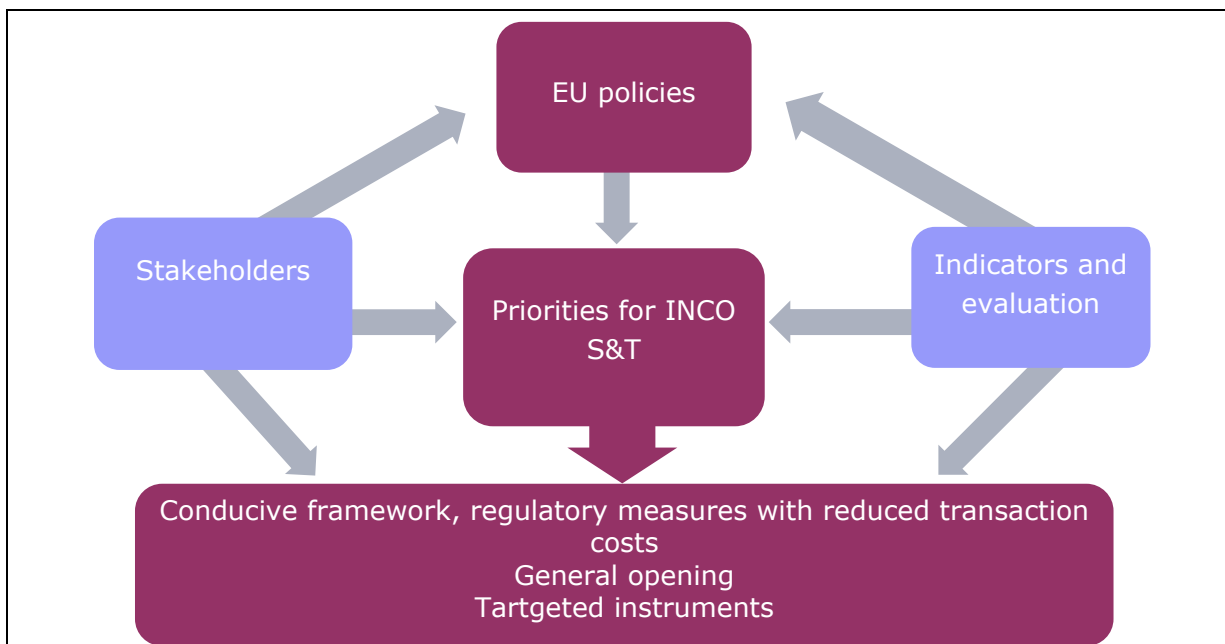 EU policies
Stakeholders
Indicators and
evaluation
Priorities for INCO
S&T
Conducive framework, regulatory measures with reduced transaction
costs
General opening
Tartgeted instruments